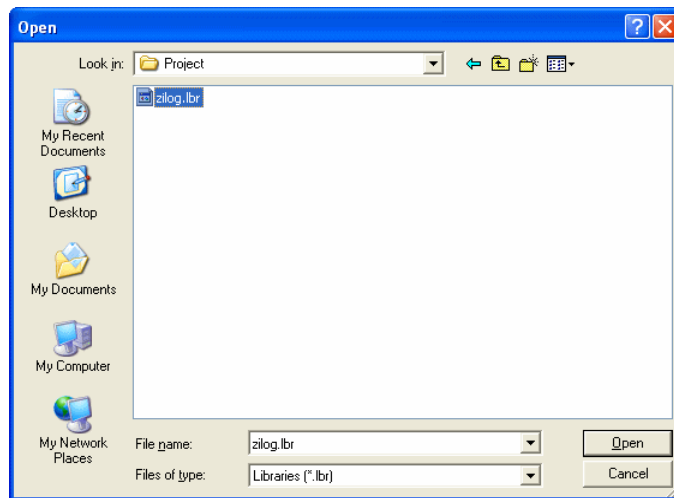 Open
Look in:
Project
zilog.lbr
My Recent
Documents
Desktop
My Documents
My Computer
My Network
Places
File name:
zilog.lbr
Open
Files of type:
Libraries (*.lbr)
Cancel